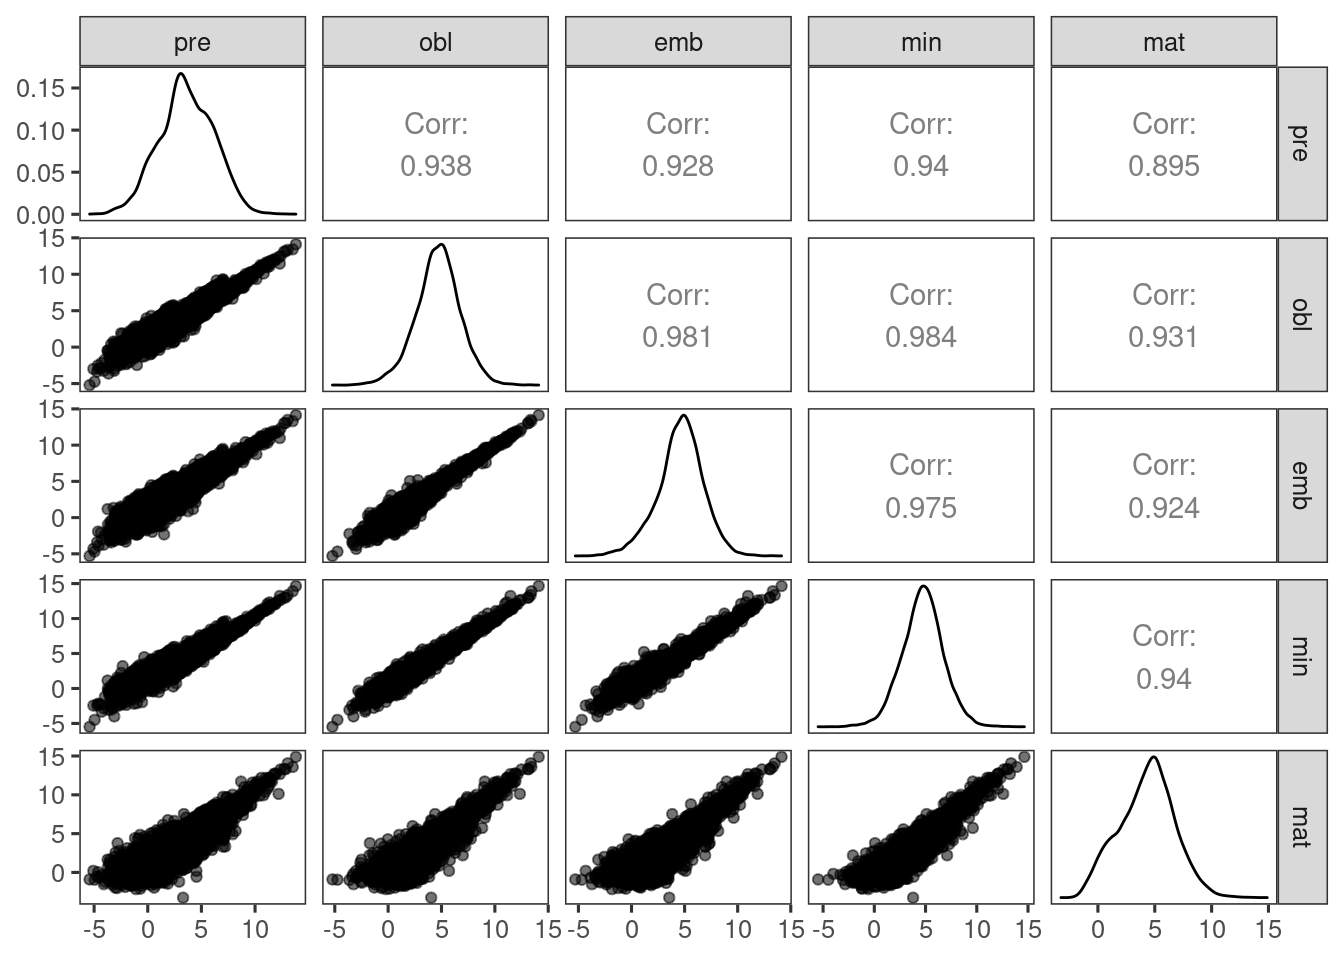 pre obl emb min mat
0.15
0.10
0.05
0.00
Corr: Corr: Corr: Corr:
0.938 0.928 0.94 0.895
pre
15
10
5
0
-5
Corr: Corr: Corr:
0.981 0.984 0.931
obl
15
10
5
0
-5
Corr: Corr:
0.975 0.924
emb
15
10
5
0
-5
Corr:
0.94
min
15
10
5
0
mat
-5 0 5 10 -5 0 5 10 15 -5 0 5 10 15 -5 0 5 10 15 0 5 10 15